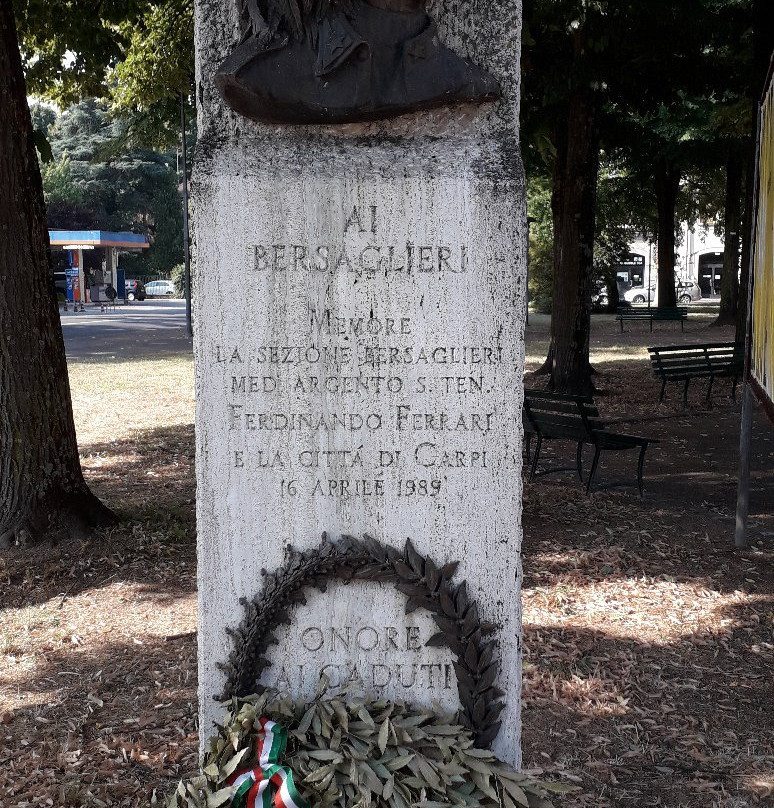 AI
BERSAGLIERI
MEMORE
LA SEZIONE BERSAGLIERI
MED. ARGENTO S. TEN.
FERDINANDO FERRARI
E LA CITTÁ DI CARPI
16 APRILE 1989
ONORE
AI CADUTI